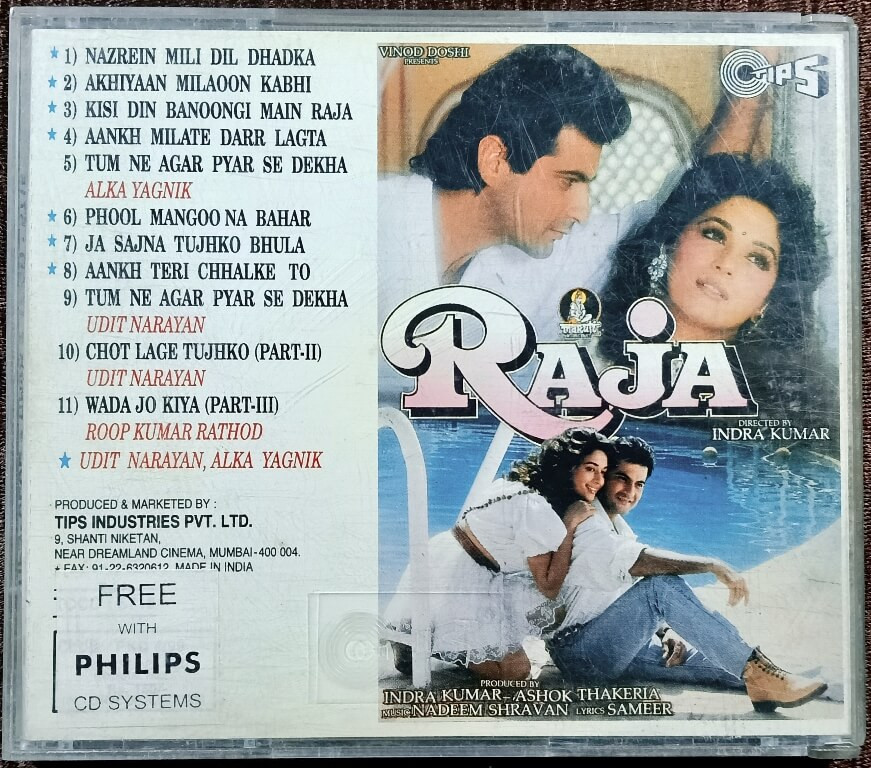 ★ 1) NAZREIN MILI DIL DHADKA
★ 2) AKHIYAAN MILAOON KABHI
★ 3) KISI DIN BANOONGI MAIN RAJA
★ 4) AANKH MILATE DARR LAGTA
5) TUM NE AGAR PYAR SE DEKHA
ALKA YAGNIK
★ 6) PHOOL MANGOO NA BAHAR
★ 7) JA SAJNA TUJHKO BHULA
★ 8) AANKH TERI CHHALKE TO
9) TUM NE AGAR PYAR SE DEKHA
UDIT NARAYAN
10) CHOT LAGE TUJHKO (PART-II)
UDIT NARAYAN
11) WADA JO KIYA (PART-III)
ROOP KUMAR RATHOD
★ UDIT NARAYAN, ALKA YAGNIK
PRODUCED & MARKETED BY :
TIPS INDUSTRIES PVT. LTD.
9, SHANTI NIKETAN,
NEAR DREAMLAND CINEMA, MUMBAI-400 004.
★ FAX: 91-22-6320612 MADE IN INDIA
FREE
WITH
PHILIPS
CD SYSTEMS
VINOD DOSHI
PRESENTS
TIPS
maruti
RAJA
DIRECTED BY
INDRA KUMAR
PRODUCED BY
INDRA KUMAR - ASHOK THAKERIA
MUSIC NADEEM SHRAVAN LYRICS SAMEER